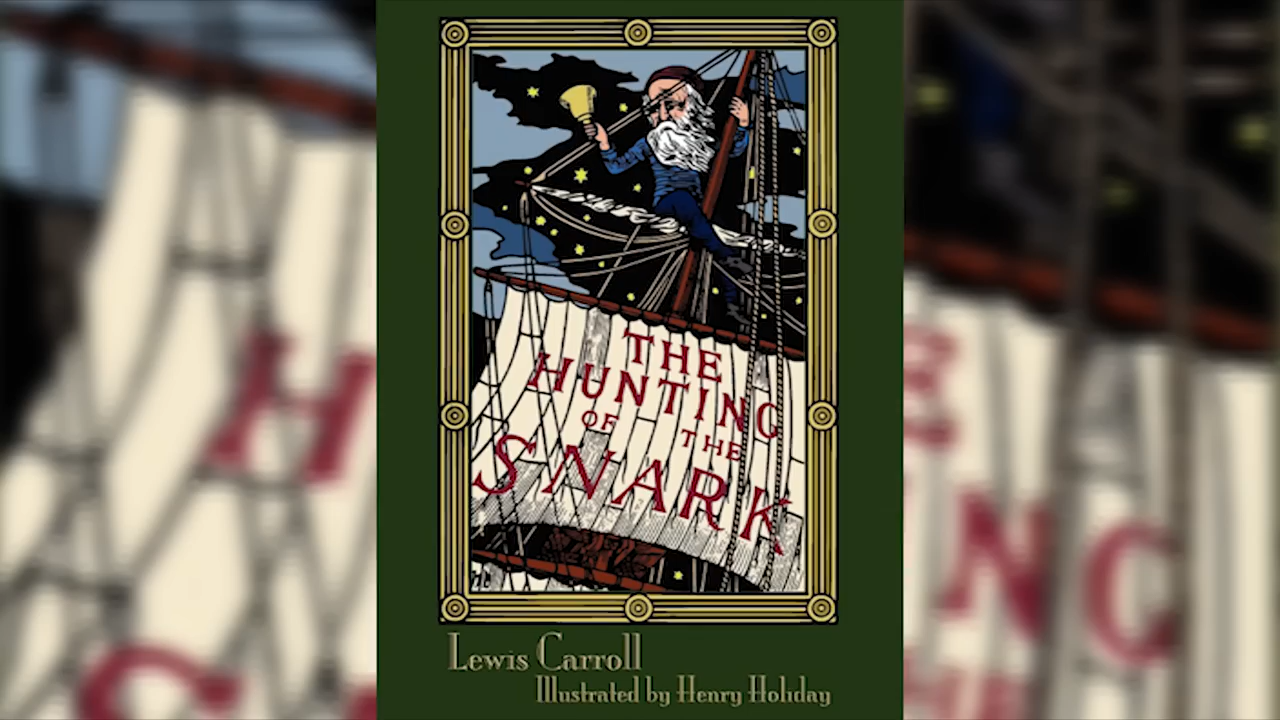 THE
HUNTING
OF THE
SNARK
Lewis Carroll
Illustrated by Henry Holiday